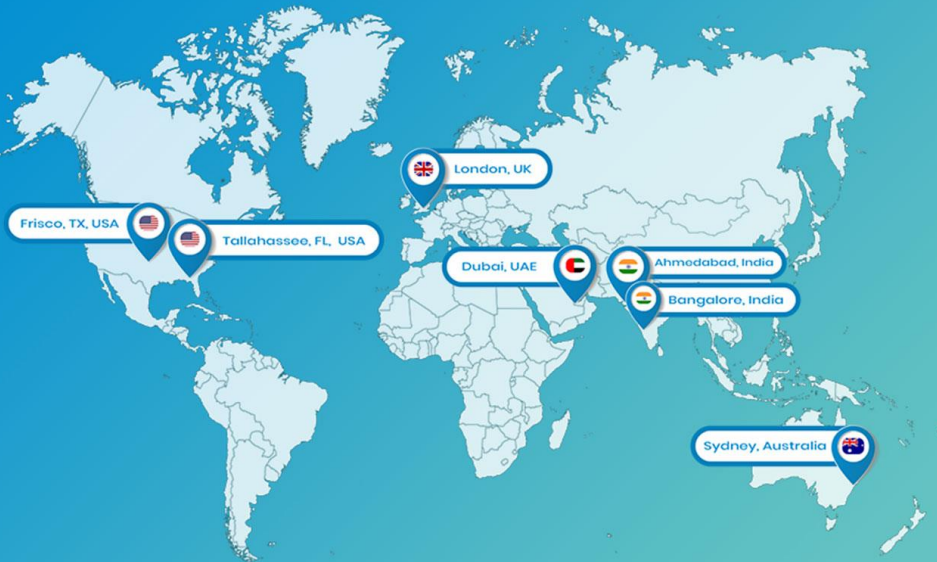 London, UK
Frisco, TX, USA
Tallahassee, FL, USA
Dubai, UAE
Ahmedabad, India
Bangalore, India
Sydney, Australia